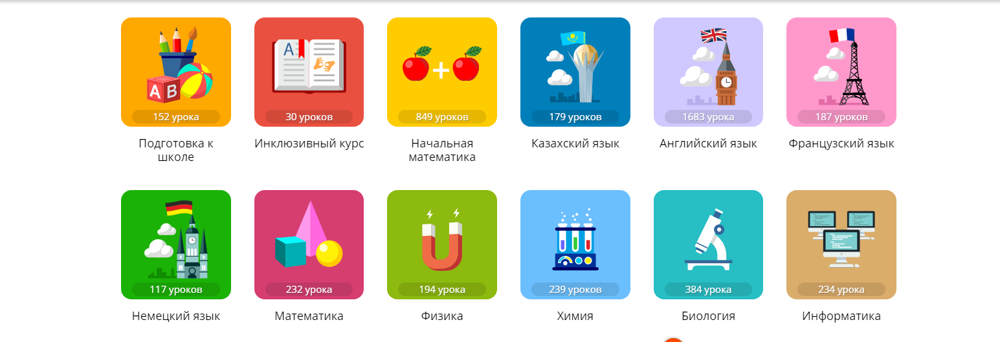 A B
A
152 урока
30 уроков
849 уроков
179 уроков
1683 урока
187 уроков
Подготовка к
школе
Инклюзивный курс
Начальная
математика
Казахский язык
Английский язык
Французский язык
117 уроков
232 урока
194 урока
239 уроков
384 урока
234 урока
Немецкий язык
Математика
Физика
Химия
Биология
Информатика